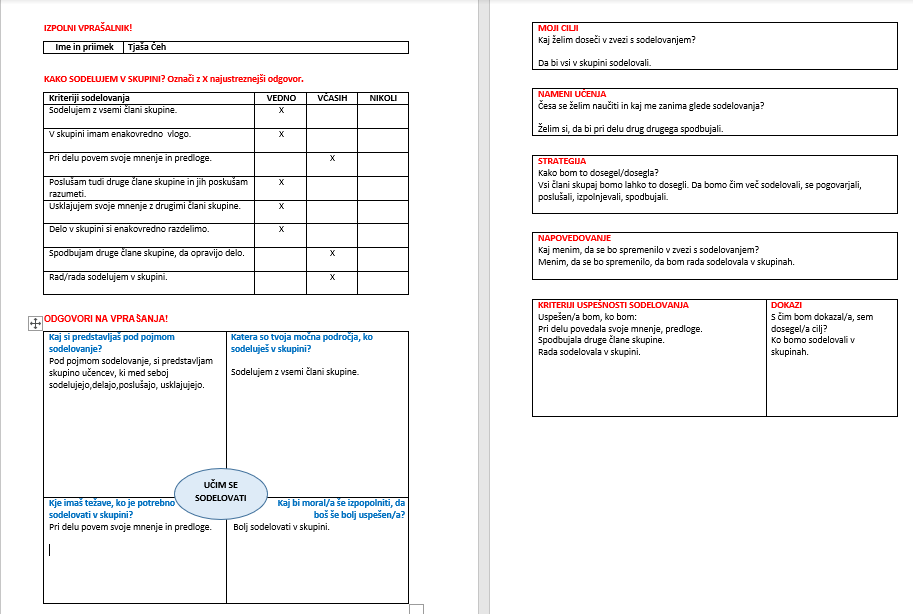 IZPOLNI VPRAŠALNIK!
Ime in priimek Tjaša Čeh
KAKO SODELUJEM V SKUPINI? Označi z X najustreznejši odgovor.
Kriteriji sodelovanja VEDNO VČASIH NIKOLI
Sodelujem z vsemi člani skupine. X
V skupini imam enakovredno vlogo. X
Pri delu povem svoje mnenje in predloge. X
Poslušam tudi druge člane skupine in jih poskušam
razumeti. X
Usklajujem svoje mnenje z drugimi člani skupine. X
Delo v skupini si enakovredno razdelimo. X
Spodbujam druge člane skupine, da opravijo delo. X
Rad/rada sodelujem v skupini. X
ODGOVORI NA VPRAŠANJA!
Kaj si predstavljaš pod pojmom
sodelovanje?
Pod pojmom sodelovanje, si predstavljam
skupino učencev, ki med seboj
sodelujejo,delajo,poslušajo, usklajujejo.
Katera so tvoja močna področja, ko
sodeluješ v skupini?
Sodelujem z vsemi člani skupine.
UČIM SE
SODELOVATI
Kje imaš težave, ko je potrebno
sodelovati v skupini?
Pri delu povem svoje mnenje in predloge.
Kaj bi moral/a še izpopolniti, da
boš še bolj uspešen/a?
Bolj sodelovati v skupini.
MOJI CILJI
Kaj želim doseči v zvezi s sodelovanjem?
Da bi vsi v skupini sodelovali.
NAMENI UČENJA
Česa se želim naučiti in kaj me zanima glede sodelovanja?
Želim si, da bi pri delu drug drugega spodbujali.
STRATEGIJA
Kako bom to dosegel/dosegla?
Vsi člani skupaj bomo lahko to dosegli. Da bomo čim več sodelovali, se pogovarjali,
poslušali, izpolnjevali, spodbujali.
NAPOVEDOVANJE
Kaj menim, da se bo spremenilo v zvezi s sodelovanjem?
Menim, da se bo spremenilo, da bom rada sodelovala v skupinah.
KRITERIJI USPEŠNOSTI SODELOVANJA
Uspešen/a bom, ko bom:
Pri delu povedala svoje mnenje, predloge.
Spodbujala druge člane skupine.
Rada sodelovala v skupini.
DOKAZI
S čim bom dokazal/a, sem
dosegel/a cilj?
Ko bomo sodelovali v
skupinah.